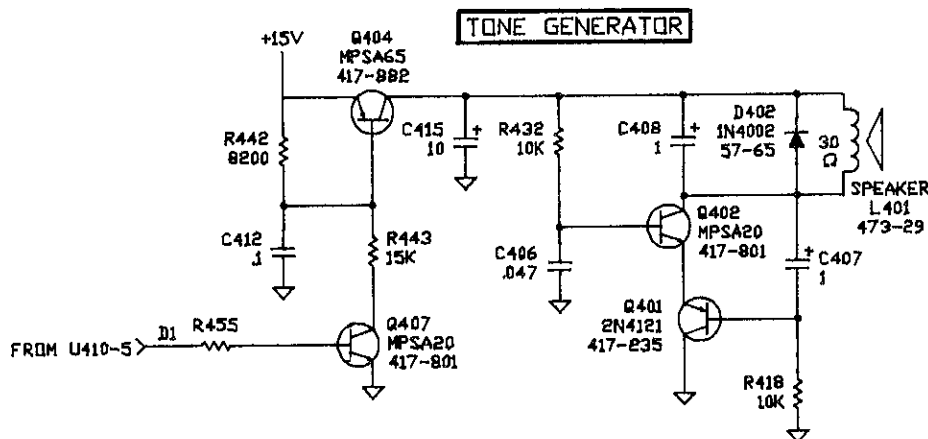 TONE GENERATOR
+15V
Q404
MPSA65
417-882
R442
8200
C415
10
+
R432
10K
C408
1
+
D402
1N4002
57-65
30
Ω
SPEAKER
L401
473-29
C412
.1
R443
15K
C406
.047
Q402
MPSA20
417-801
+
C407
1
Q401
2N4121
417-235
FROM U410-5
D1
R455
Q407
MPSA20
417-801
R418
10K